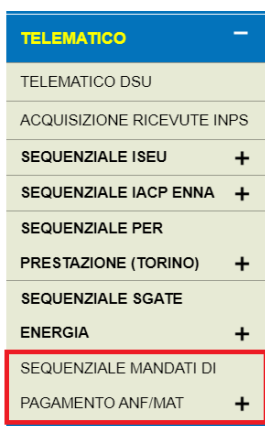 TELEMATICO −
TELEMATICO DSU
ACQUISIZIONE RICEVUTE INPS
SEQUENZIALE ISEU +
SEQUENZIALE IACP ENNA +
SEQUENZIALE PER
PRESTAZIONE (TORINO) +
SEQUENZIALE SGATE
ENERGIA +
SEQUENZIALE MANDATI DI
PAGAMENTO ANF/MAT +